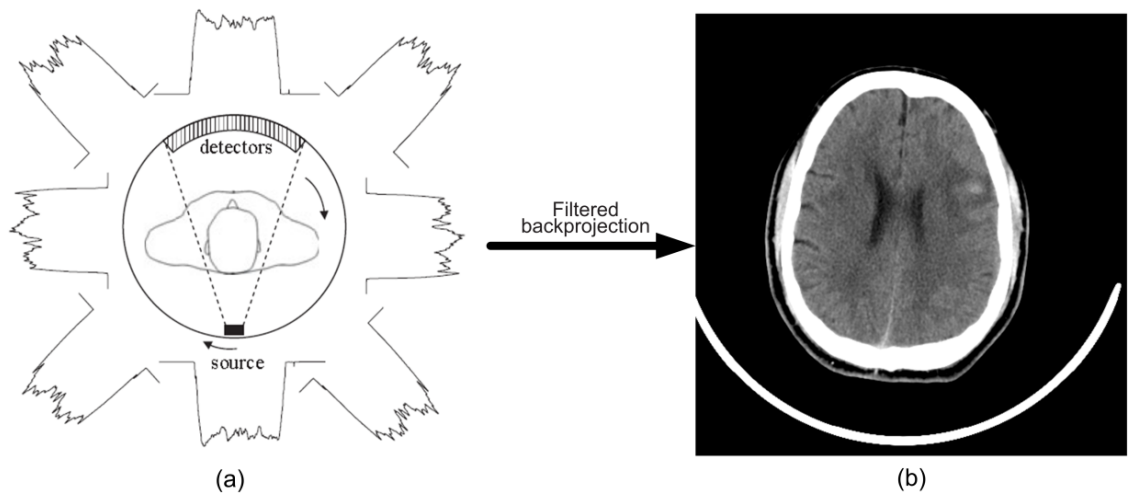 detectors
source
(a)
Filtered
backprojection
(b)